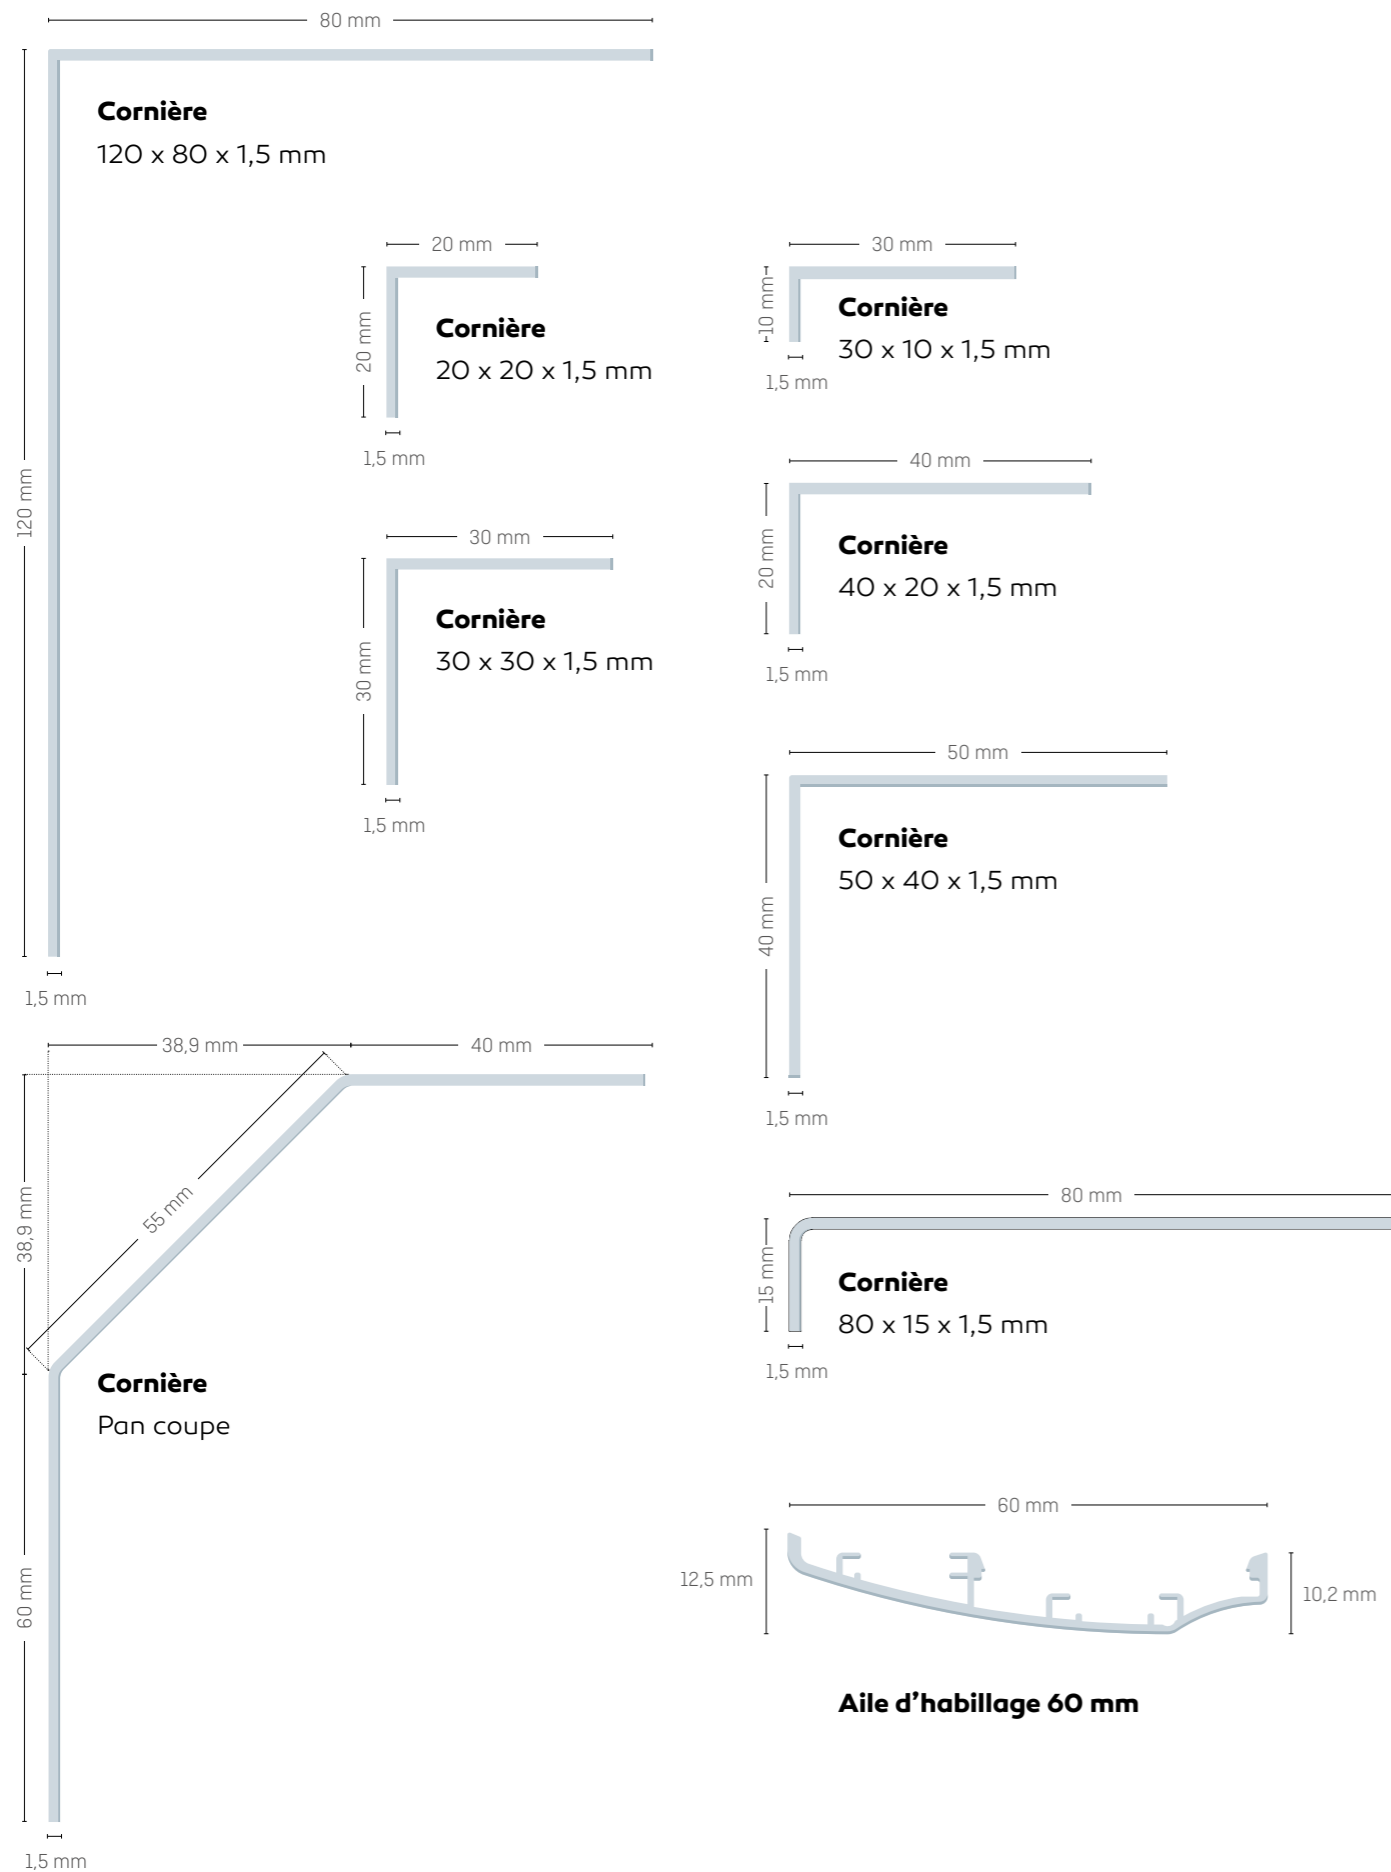 80 mm
Cornière
120 x 80 x 1,5 mm
120 mm
1,5 mm
20 mm
20 mm
Cornière
20 x 20 x 1,5 mm
1,5 mm
30 mm
10 mm
Cornière
30 x 10 x 1,5 mm
1,5 mm
30 mm
30 mm
Cornière
30 x 30 x 1,5 mm
1,5 mm
40 mm
20 mm
Cornière
40 x 20 x 1,5 mm
1,5 mm
50 mm
40 mm
Cornière
50 x 40 x 1,5 mm
1,5 mm
38,9 mm
40 mm
38,9 mm
55 mm
Cornière
Pan coupe
60 mm
1,5 mm
80 mm
15 mm
Cornière
80 x 15 x 1,5 mm
1,5 mm
60 mm
12,5 mm
10,2 mm
Aile d’habillage 60 mm